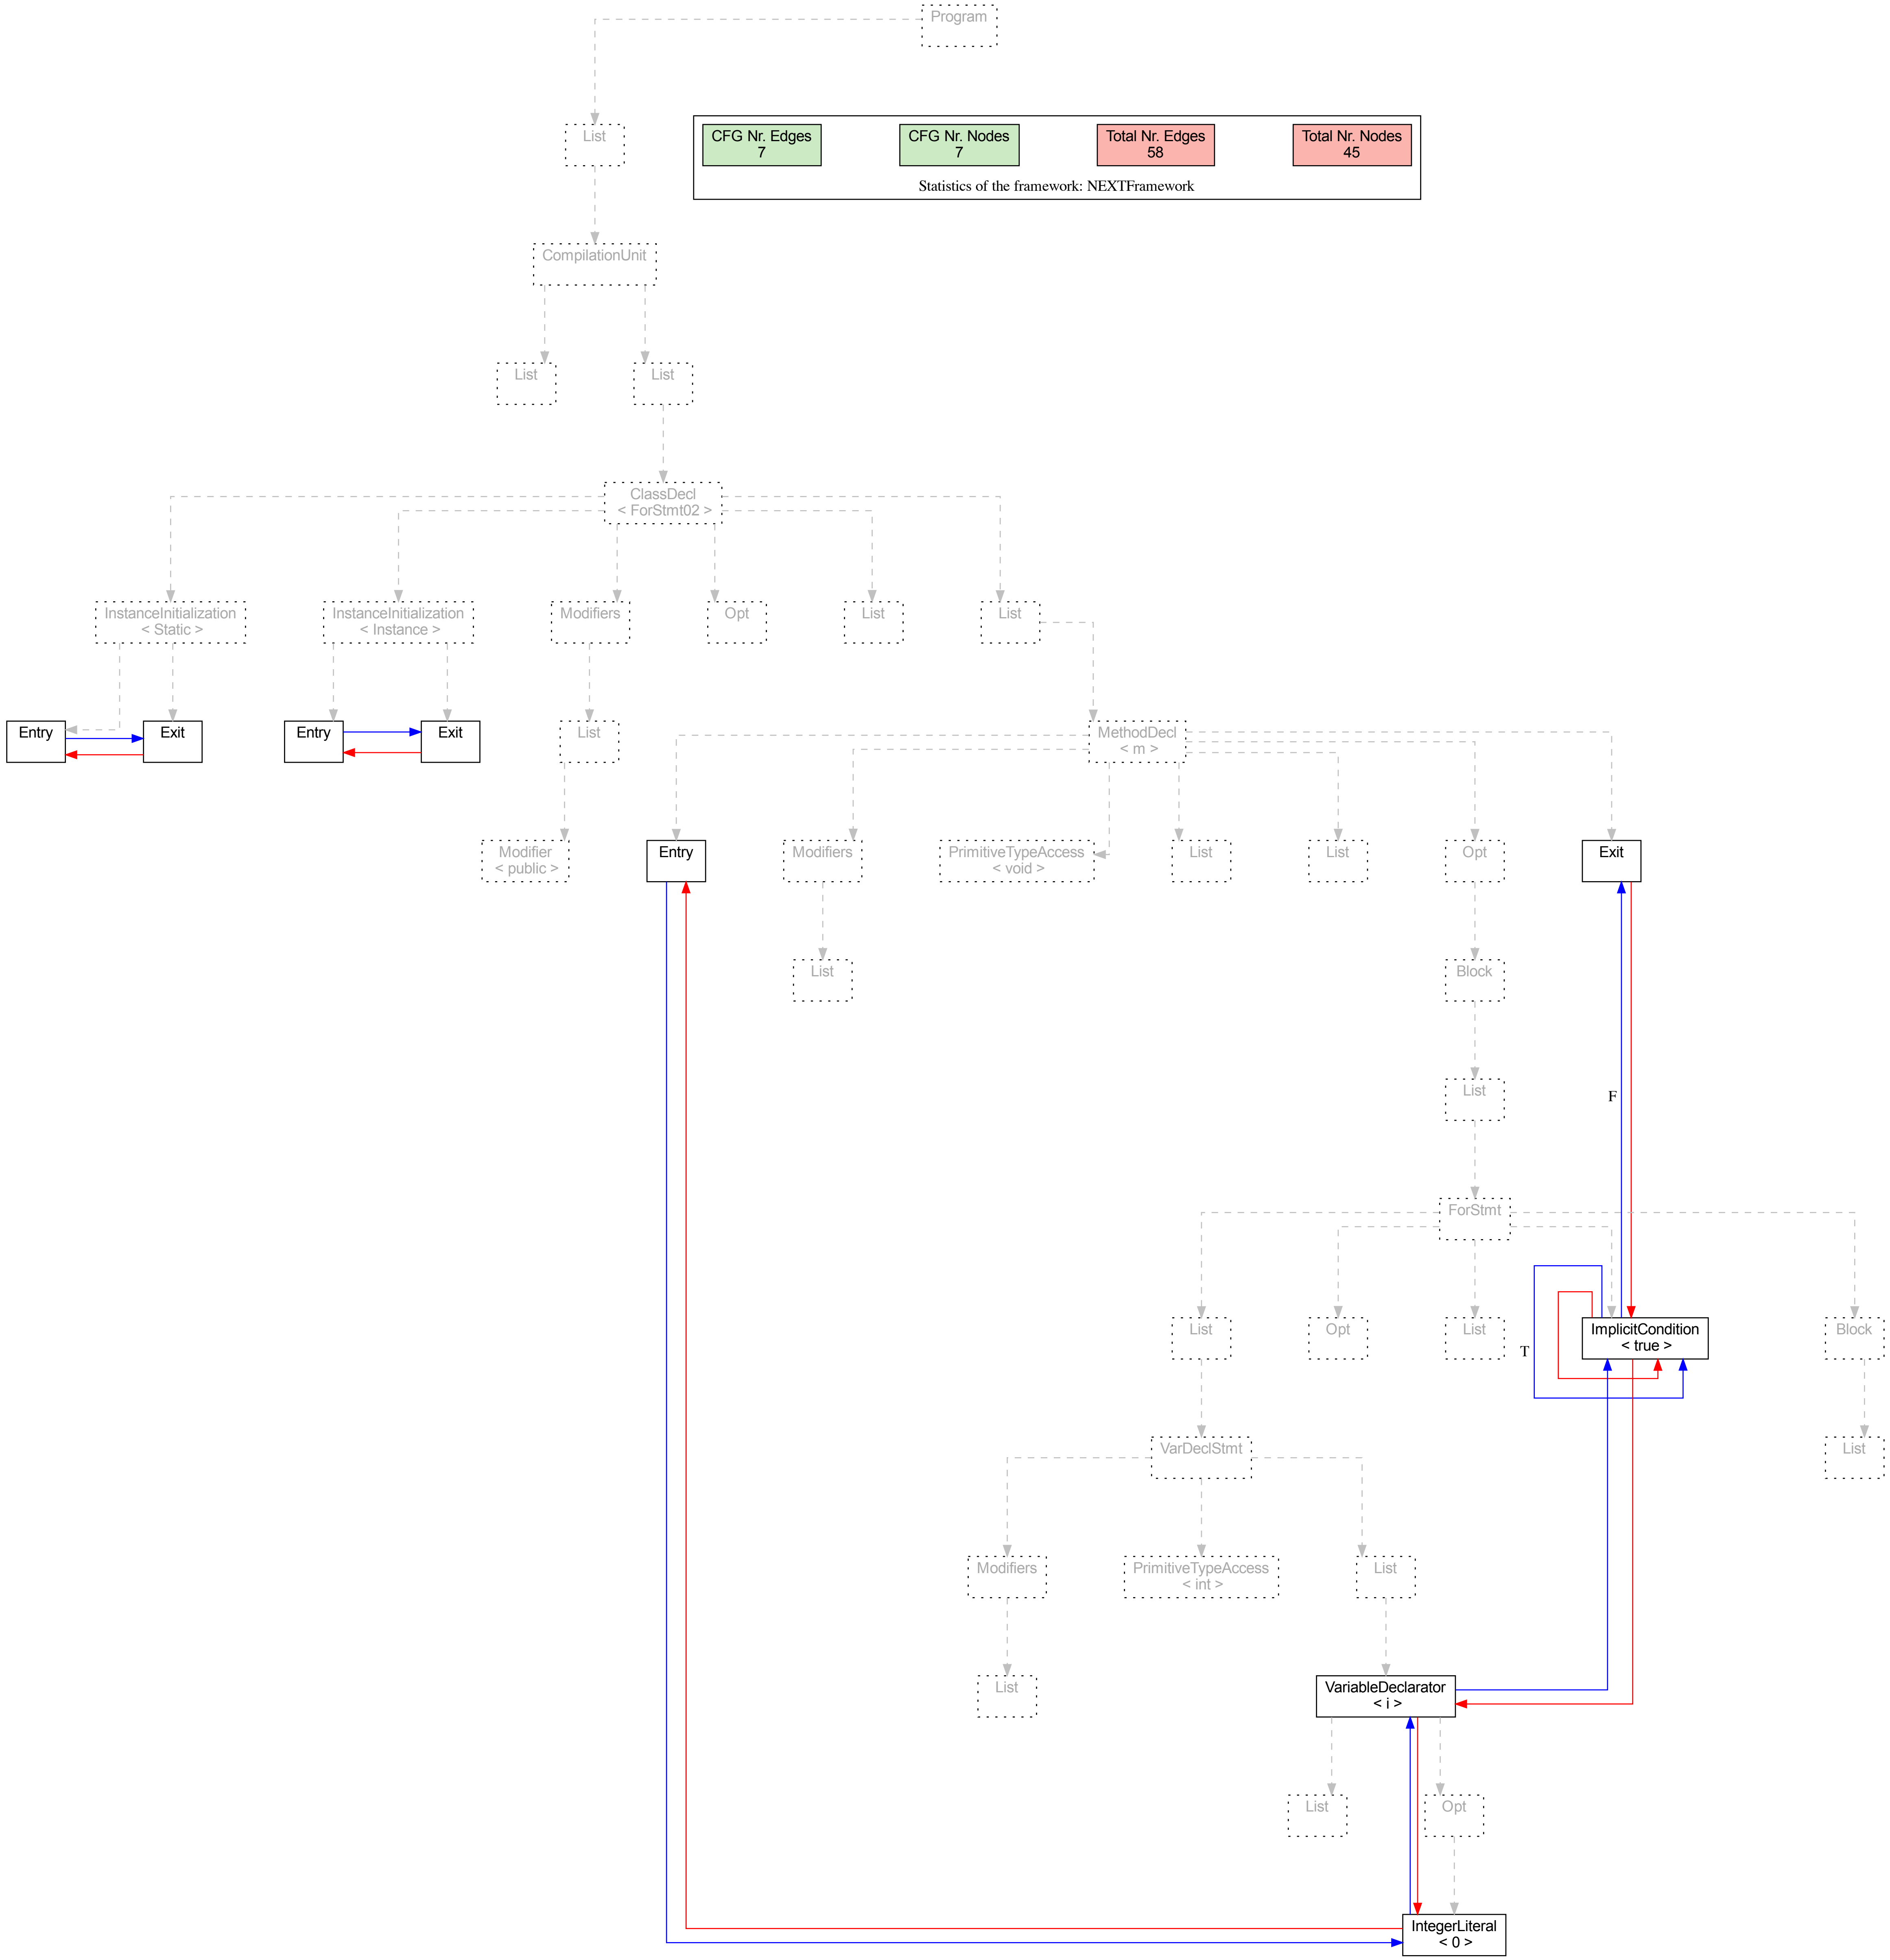 Program
List
CFG Nr. Edges
7
CFG Nr. Nodes
7
Total Nr. Edges
58
Total Nr. Nodes
45
Statistics of the framework: NEXTFramework
CompilationUnit
List
List
ClassDecl
< ForStmt02 >
InstanceInitialization
< Static >
InstanceInitialization
< Instance >
Modifiers
Opt
List
List
Entry
Exit
Entry
Exit
List
MethodDecl
< m >
Modifier
< public >
Entry
Modifiers
PrimitiveTypeAccess
< void >
List
List
Opt
Exit
List
Block
List
F
ForStmt
List
Opt
List
ImplicitCondition
< true >
Block
T
VarDeclStmt
List
Modifiers
PrimitiveTypeAccess
< int >
List
List
VariableDeclarator
< i >
List
Opt
IntegerLiteral
< 0 >